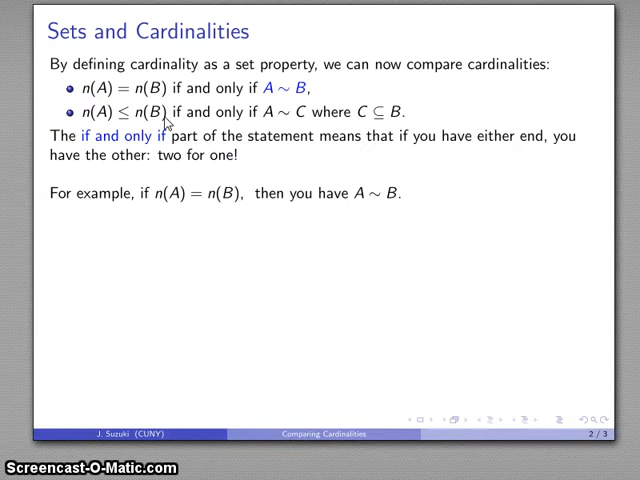 Sets and Cardinalities
By defining cardinality as a set property, we can now compare cardinalities:
n(A) = n(B) if and only if A ∼ B,
n(A) ≤ n(B) if and only if A ∼ C where C ⊆ B.
The if and only if part of the statement means that if you have either end, you
have the other: two for one!
For example, if n(A) = n(B), then you have A ∼ B.
J. Suzuki (CUNY) Comparing Cardinalities 2 / 3
Screencast-O-Matic.com